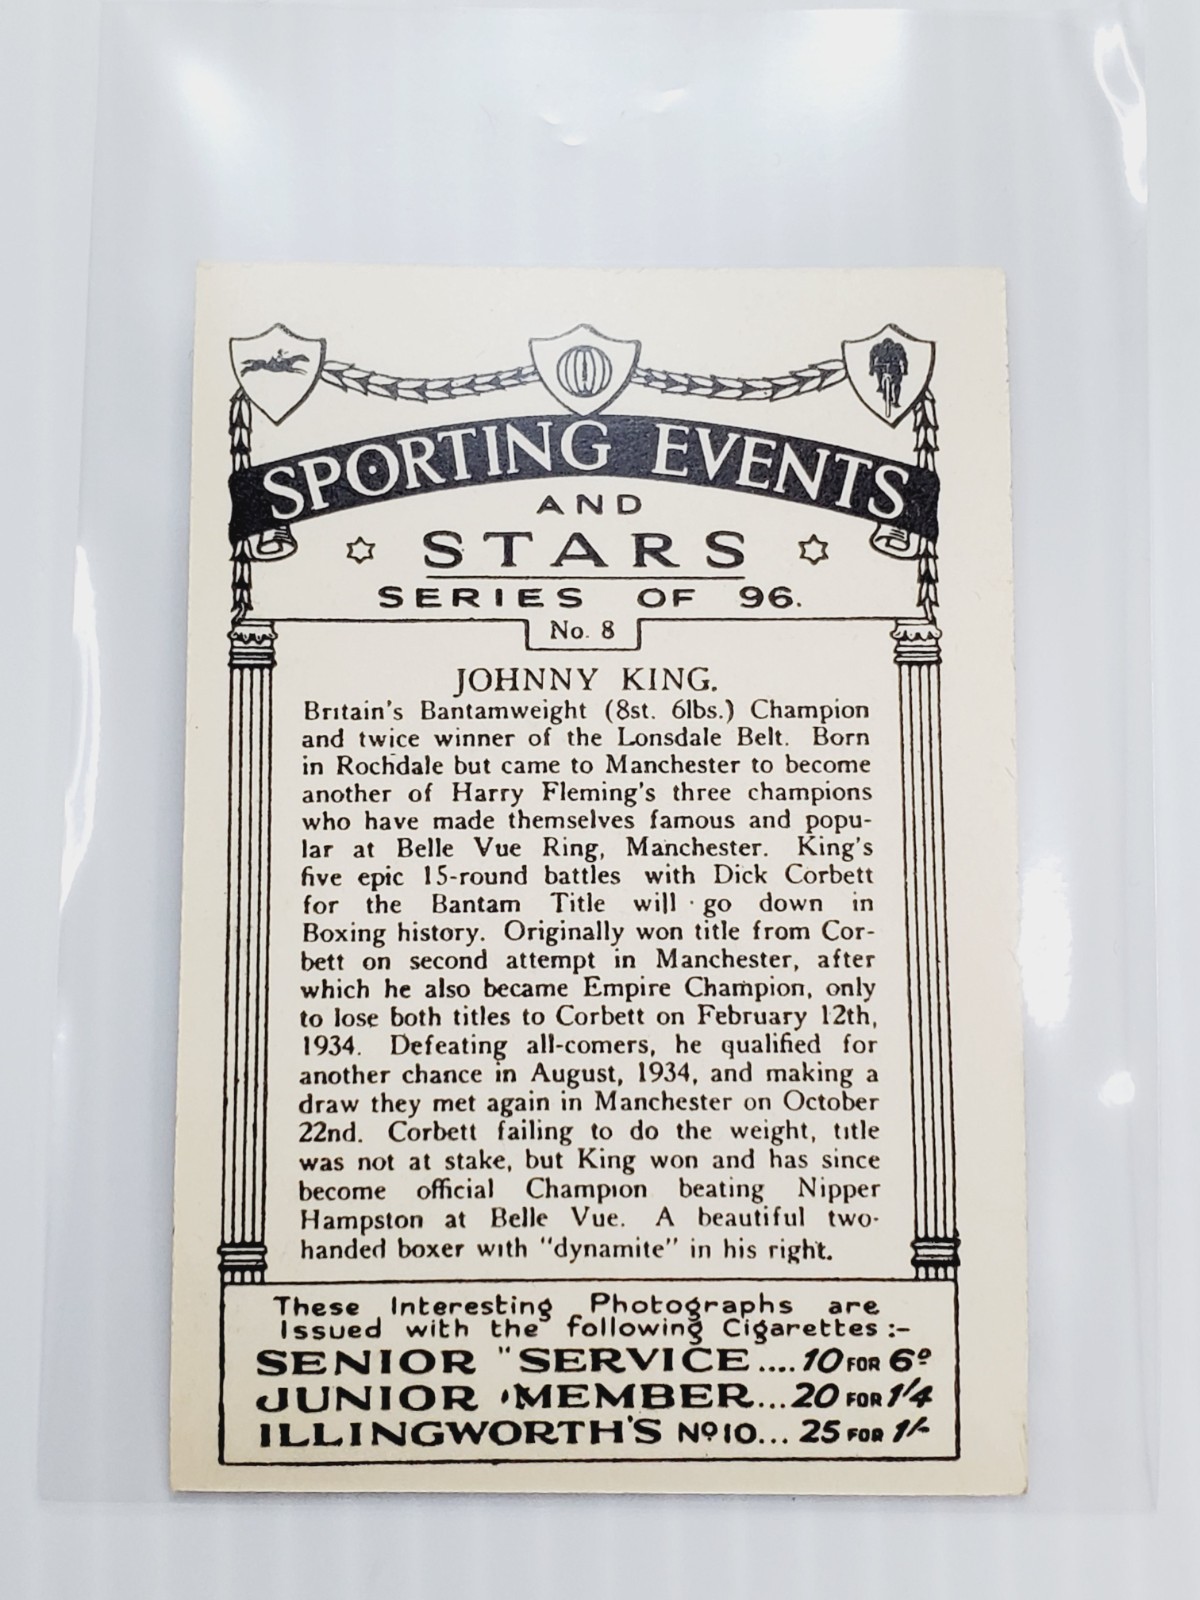 SPORTING EVENTS
AND
STARS
SERIES OF 96.
No. 8
JOHNNY KING.
Britain's Bantamweight (8st. 6lbs.) Champion
and twice winner of the Lonsdale Belt. Born
in Rochdale but came to Manchester to become
another of Harry Fleming's three champions
who have made themselves famous and popu-
lar at Belle Vue Ring, Manchester. King's
five epic 15-round battles with Dick Corbett
for the Bantam Title will go down in
Boxing history. Originally won title from Cor-
bett on second attempt in Manchester, after
which he also became Empire Champion, only
to lose both titles to Corbett on February 12th,
1934. Defeating all-comers, he qualified for
another chance in August, 1934, and making a
draw they met again in Manchester on October
22nd. Corbett failing to do the weight, title
was not at stake, but King won and has since
become official Champion beating Nipper
Hampston at Belle Vue. A beautiful two-
handed boxer with "dynamite" in his right.
These Interesting Photographs are
Issued with the following Cigarettes :-
SENIOR "SERVICE .... 10 FOR 6D
JUNIOR 'MEMBER... 20 FOR 1/4
ILLINGWORTH'S No 10... 25 FOR 1/-